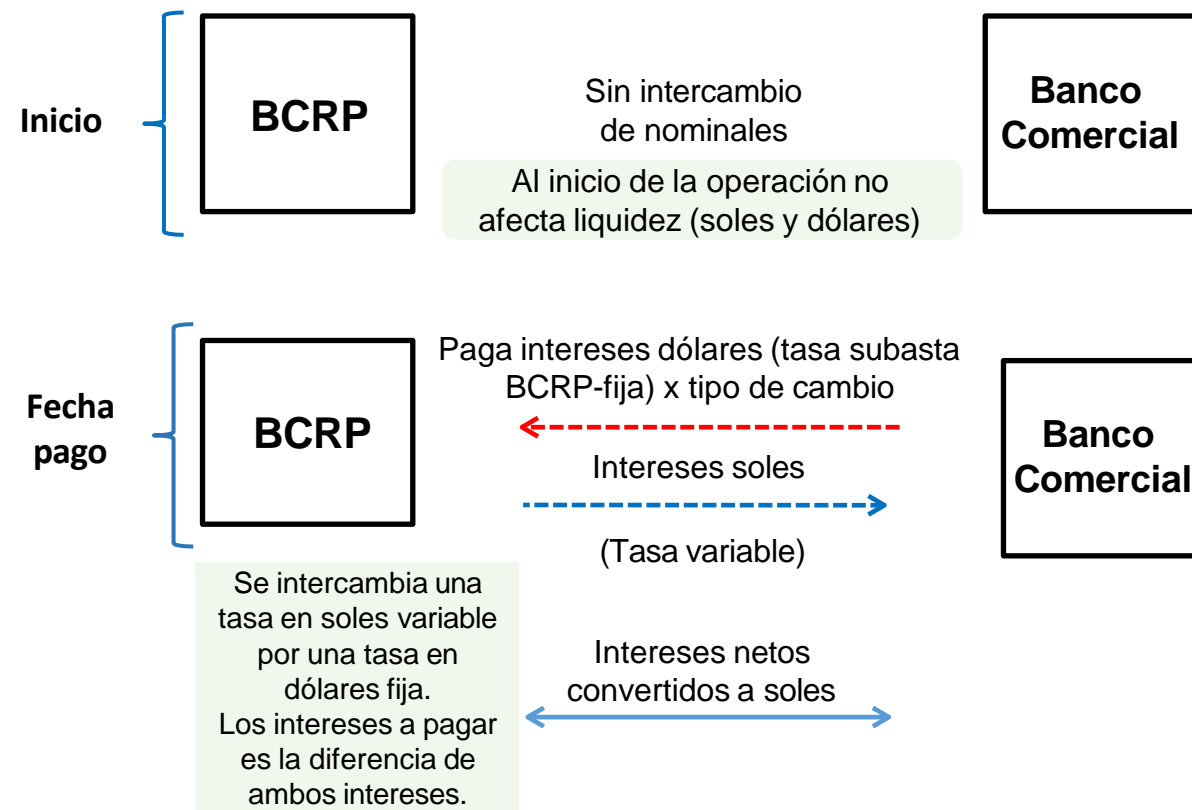 Inicio
BCRP
Sin intercambio
de nominales
Al inicio de la operación no
afecta liquidez (soles y dólares)
Banco
Comercial
Fecha
pago
BCRP
Paga intereses dólares (tasa subasta
BCRP-fija) x tipo de cambio
Intereses soles
(Tasa variable)
Banco
Comercial
Se intercambia una
tasa en soles variable
por una tasa en
dólares fija.
Los intereses a pagar
es la diferencia de
ambos intereses.
Intereses netos
convertidos a soles